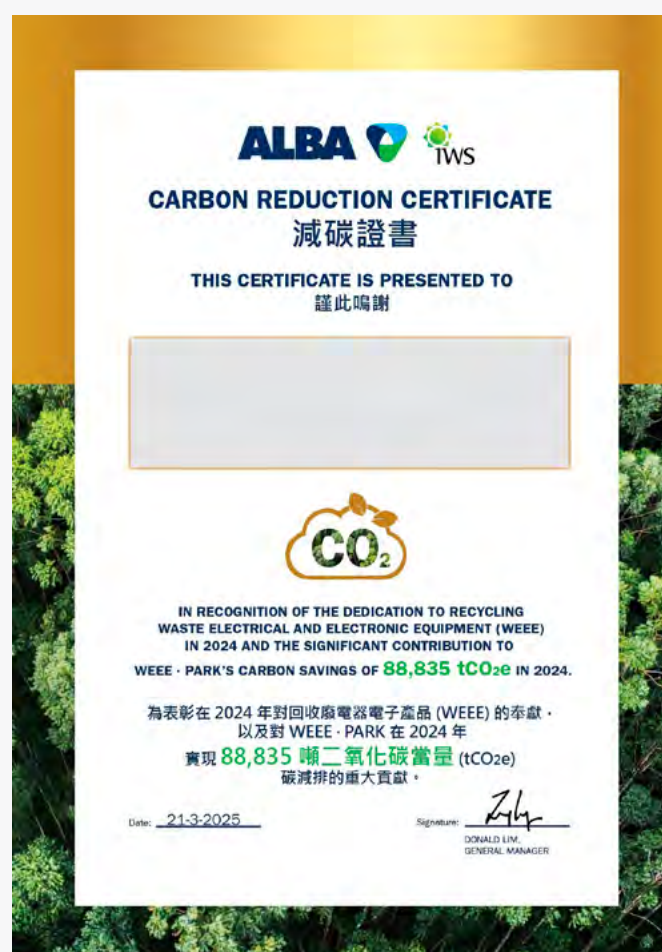 ALBA IWS
CARBON REDUCTION CERTIFICATE
減碳證書
THIS CERTIFICATE IS PRESENTED TO
謹此鳴謝
CO2
IN RECOGNITION OF THE DEDICATION TO RECYCLING
WASTE ELECTRICAL AND ELECTRONIC EQUIPMENT (WEEE)
IN 2024 AND THE SIGNIFICANT CONTRIBUTION TO
WEEE · PARK'S CARBON SAVINGS OF 88,835 tCO2e IN 2024.
為表彰在 2024 年對回收廢電器電子產品 (WEEE) 的奉獻，
以及對 WEEE · PARK 在 2024 年
實現 88,835 噸二氧化碳當量 (tCO2e)
碳減排的重大貢獻。
Date: 21-3-2025 Signature:
DONALD LIM,
GENERAL MANAGER